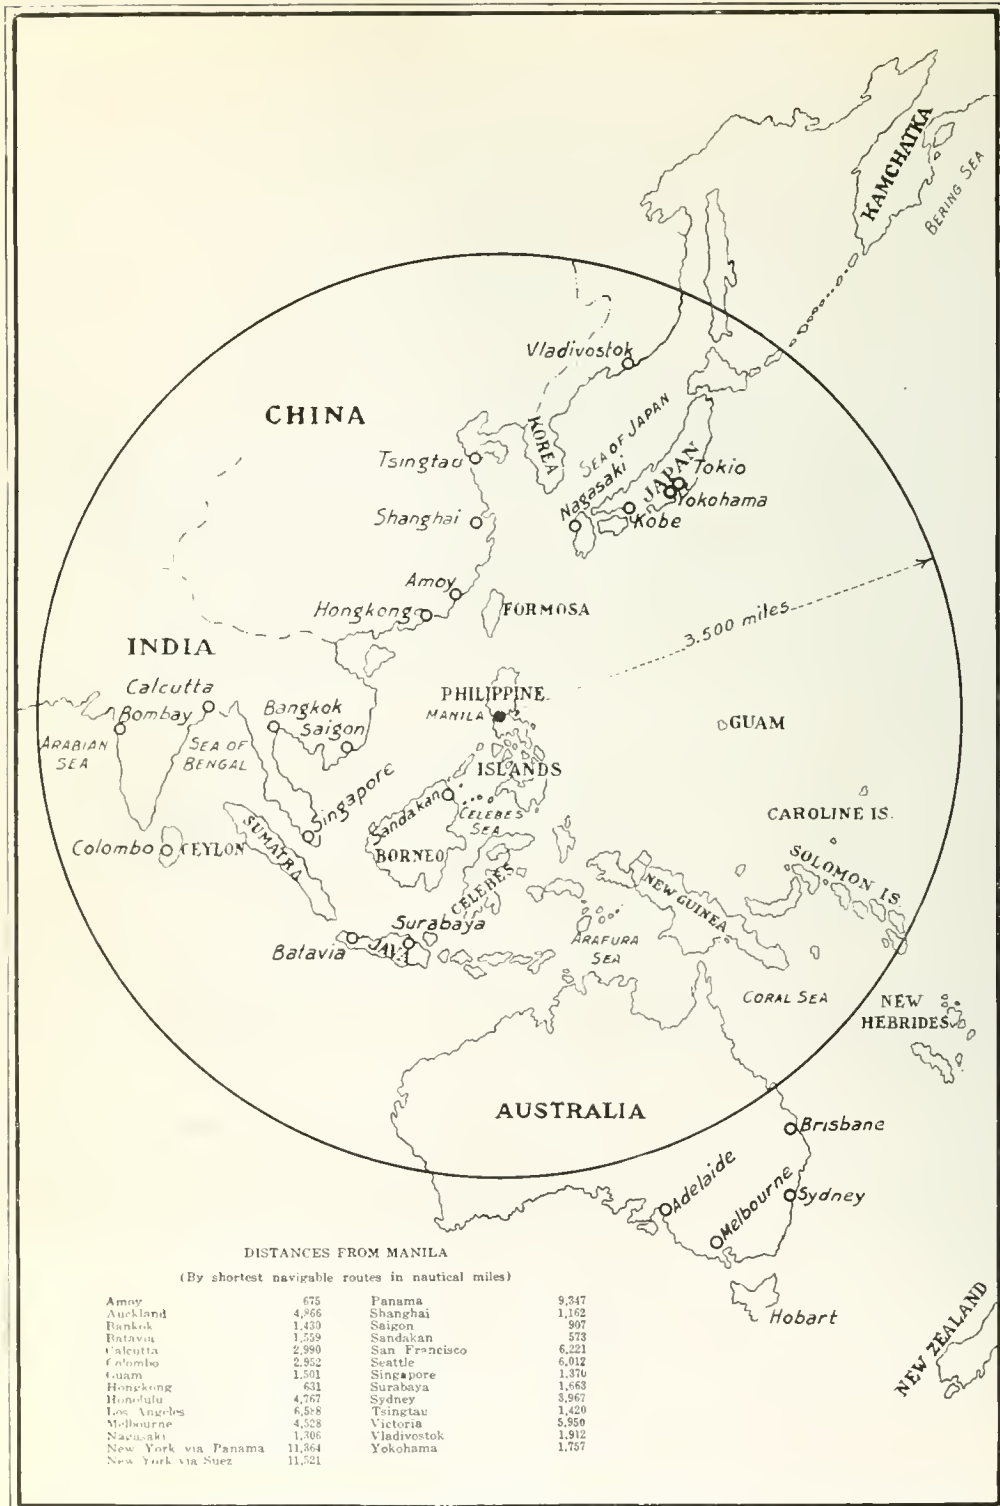 KAMCHATKA
BERING SEA
Vladivostok
CHINA
KOREA
SEA OF JAPAN
Tsingtau
Nagasaki
JAPAN
Tokio
Yokohama
Kobe
Shanghai
Amoy
Hongkong
FORMOSA
3.500 miles
INDIA
Calcutta
Bombay
Bangkok
Saigon
PHILIPPINE
MANILA
ISLANDS
GUAM
ARABIAN
SEA
SEA OF
BENGAL
Singapore
Sandakan
CELEBES
SEA
CAROLINE IS.
Colombo
CEYLON
SUMATRA
BORNEO
CELEBES
NEW GUINEA
SOLOMON IS.
Surabaya
Batavia
JAVA
ARAFURA
SEA
CORAL SEA
NEW
HEBRIDES
AUSTRALIA
Brisbane
Adelaide
Melbourne
Sydney
Hobart
NEW ZEALAND
DISTANCES FROM MANILA
(By shortest navigable routes in nautical miles)
Amoy 675
Auckland 4,866
Bankok 1,430
Batavia 1,559
Calcutta 2,990
Colombo 2,952
Guam 1,501
Hongkong 631
Honolulu 4,767
Los Angeles 6,588
Melbourne 4,528
Nagasaki 1,306
New York via Panama 11,364
New York via Suez 11,521
Panama 9,347
Shanghai 1,162
Saigon 907
Sandakan 573
San Francisco 6,221
Seattle 6,012
Singapore 1,370
Surabaya 1,663
Sydney 3,967
Tsingtau 1,420
Victoria 5,950
Vladivostok 1,912
Yokohama 1,757